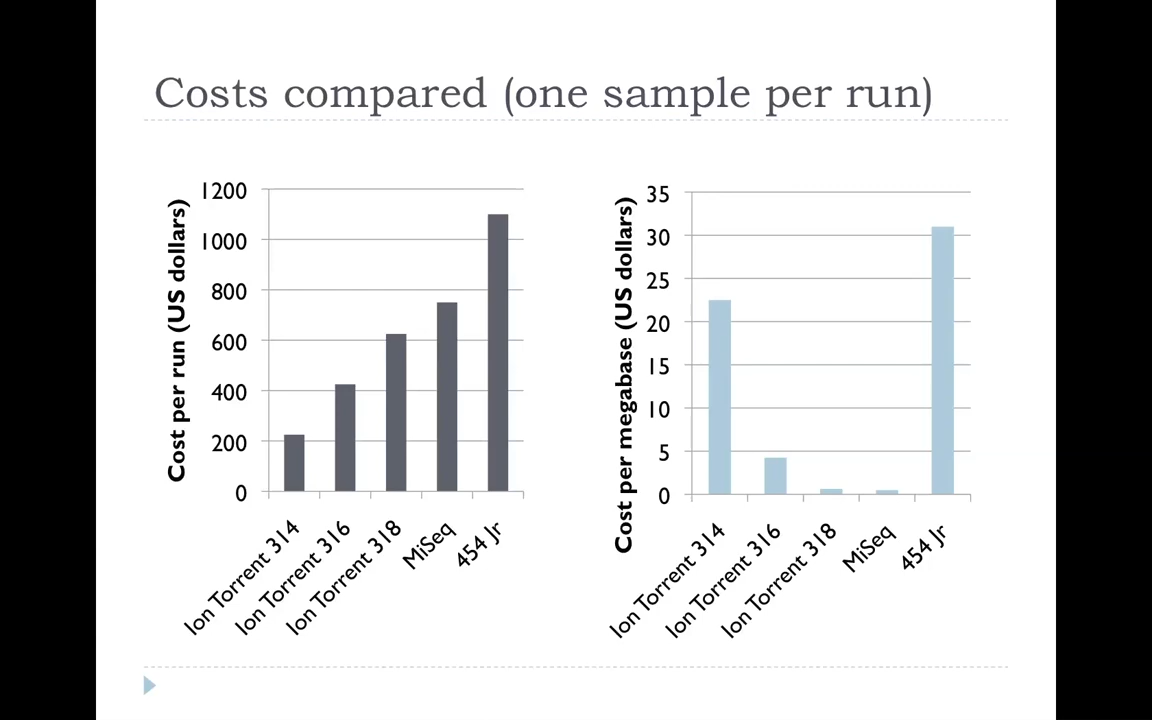 Costs compared (one sample per run)
Cost per run (US dollars)
1200
1000
800
600
400
200
0
Ion Torrent 314
Ion Torrent 316
Ion Torrent 318
MiSeq
454 Jr
Cost per megabase (US dollars)
35
30
25
20
15
10
5
0
Ion Torrent 314
Ion Torrent 316
Ion Torrent 318
MiSeq
454 Jr